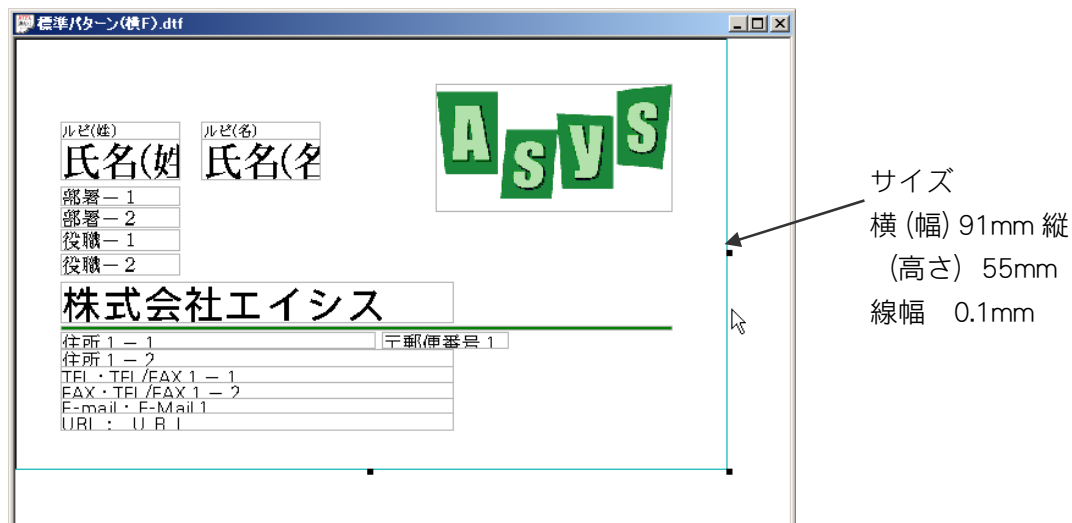 標準パターン(横F).dtf
Asys
ルビ(姓) ルビ(名)
氏名(姓 氏名(名
部署－１
部署－２
役職－１
役職－２
株式会社エイシス
住所１－１ 〒郵便番号１
住所１－２
TEL・TEL/FAX１－１
FAX・TEL/FAX１－２
E-mail・E-Mail１
URL： ＵＲＬ
サイズ
横 (幅) 91mm 縦
(高さ) 55mm
線幅　0.1mm